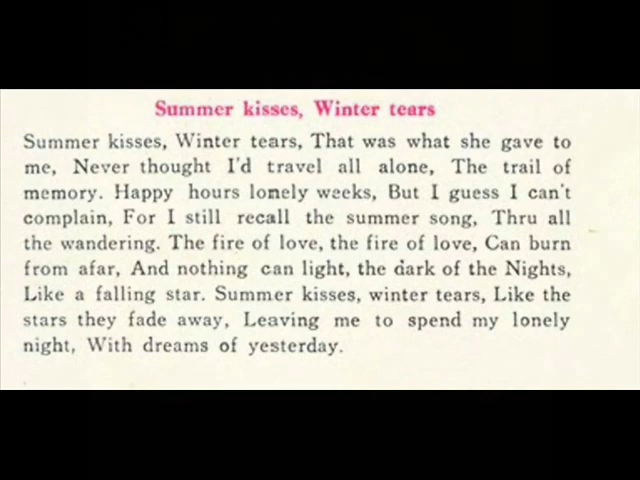 Summer kisses, Winter tears
Summer kisses, Winter tears, That was what she gave to
me, Never thought I'd travel all alone, The trail of
memory. Happy hours lonely weeks, But I guess I can't
complain, For I still recall the summer song, Thru all
the wandering. The fire of love, the fire of love, Can burn
from afar, And nothing can light, the dark of the Nights,
Like a falling star. Summer kisses, winter tears, Like the
stars they fade away, Leaving me to spend my lonely
night, With dreams of yesterday.